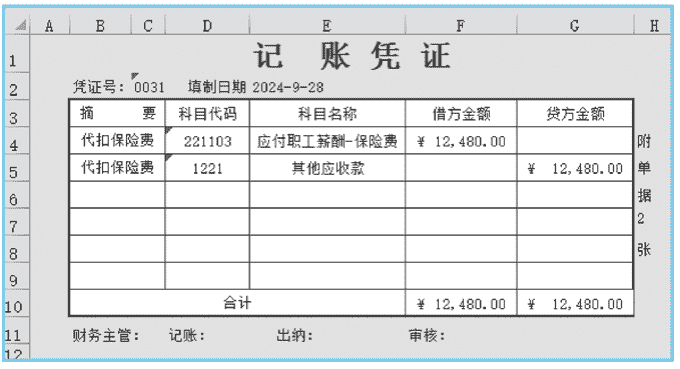 A B C D E F G H
1 记 账 凭 证
2 凭证号: 0031 填制日期 2024-9-28
3 摘 要 科目代码 科目名称 借方金额 贷方金额
4 代扣保险费 221103 应付职工薪酬-保险费 ¥ 12,480.00 附
5 代扣保险费 1221 其他应收款 ¥ 12,480.00 单
6 据
7 2
8 张
9
10 合计 ¥ 12,480.00 ¥ 12,480.00
11 财务主管: 记账: 出纳: 审核:
12